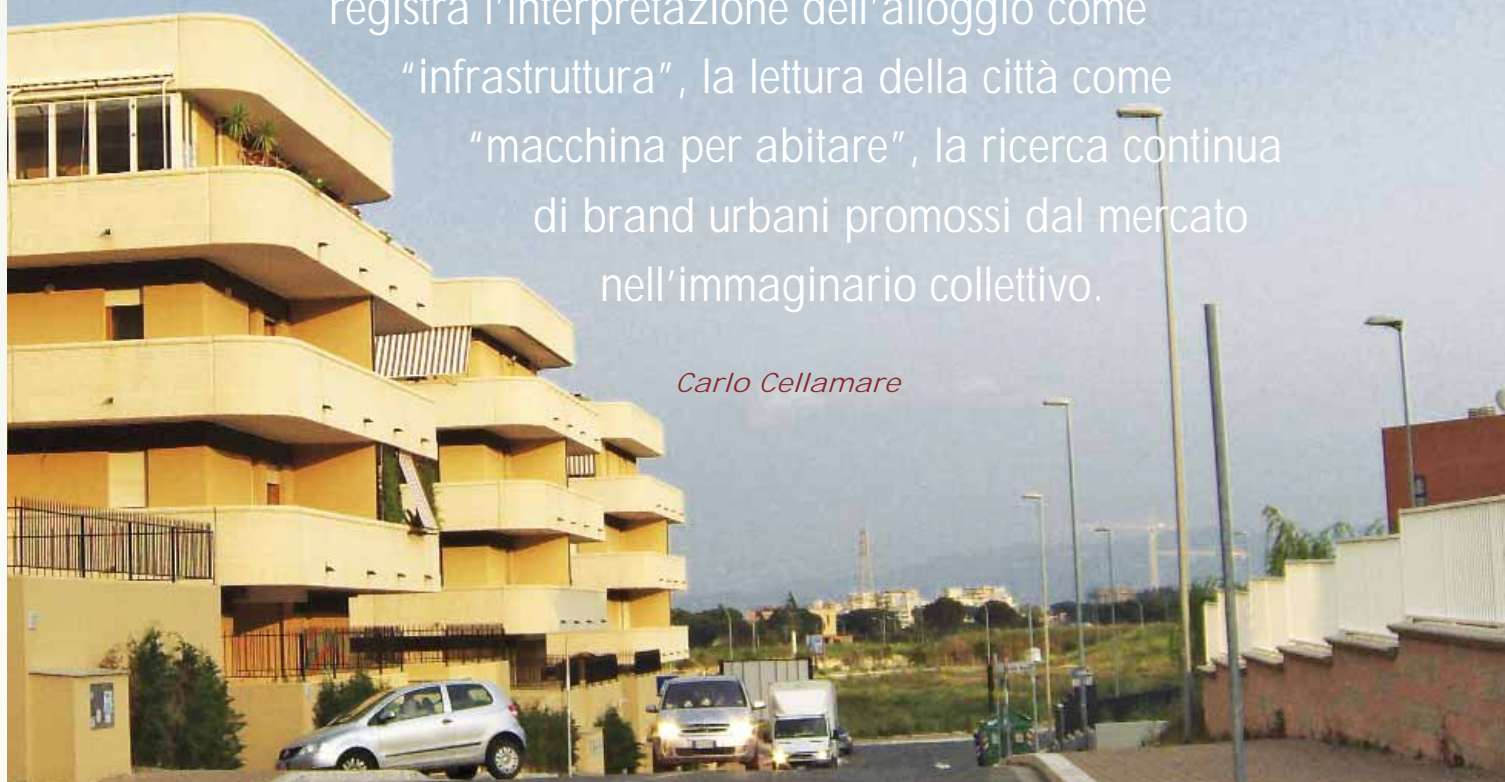 registra l'interpretazione dell'alloggio come
“infrastruttura”, la lettura della città come
“macchina per abitare”, la ricerca continua
di brand urbani promossi dal mercato
nell'immaginario collettivo.
Carlo Cellamare